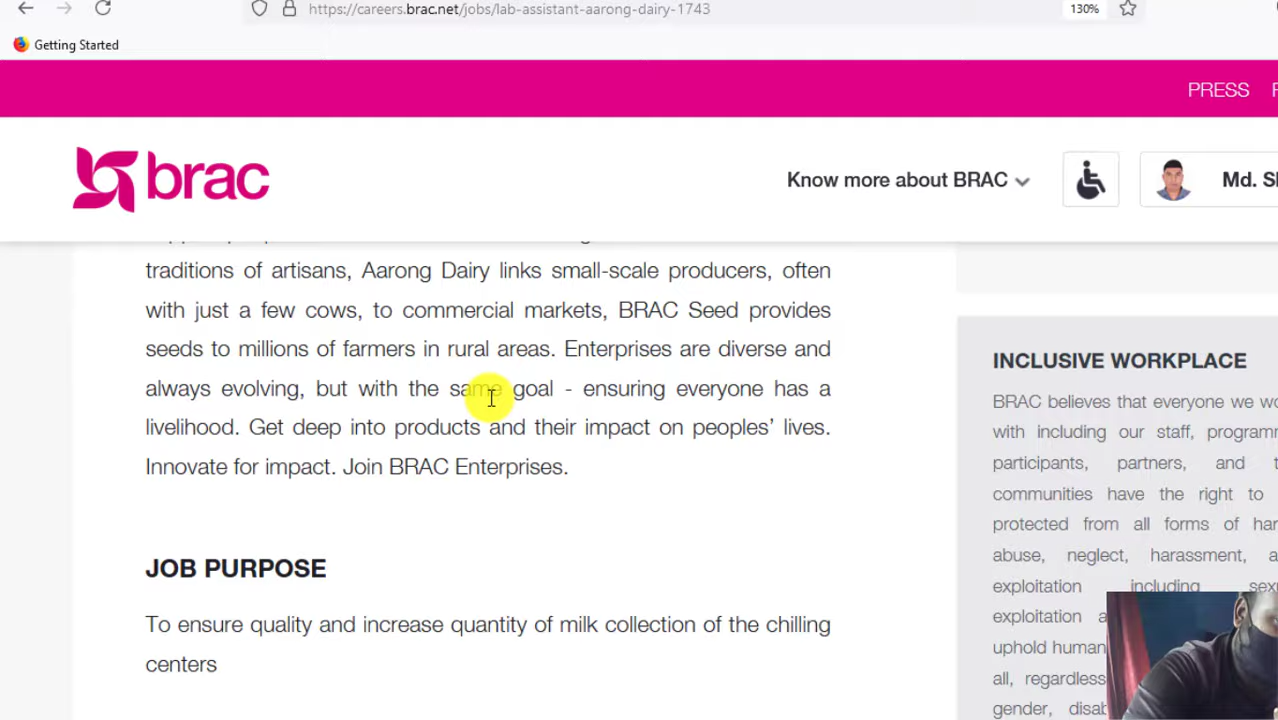 https://careers.brac.net/jobs/lab-assistant-aarong-dairy-1743
130%
Getting Started
PRESS
brac
Know more about BRAC
Md.
traditions of artisans, Aarong Dairy links small-scale producers, often
with just a few cows, to commercial markets, BRAC Seed provides
seeds to millions of farmers in rural areas. Enterprises are diverse and
always evolving, but with the same goal - ensuring everyone has a
livelihood. Get deep into products and their impact on peoples’ lives.
Innovate for impact. Join BRAC Enterprises.
JOB PURPOSE
To ensure quality and increase quantity of milk collection of the chilling
centers
INCLUSIVE WORKPLACE
BRAC believes that everyone we
with including our staff,
participants, partners, and
communities have the right to
protected from all forms of
abuse, neglect, harassment,
exploitation including
exploitation
uphold human
all, regardless
gender,